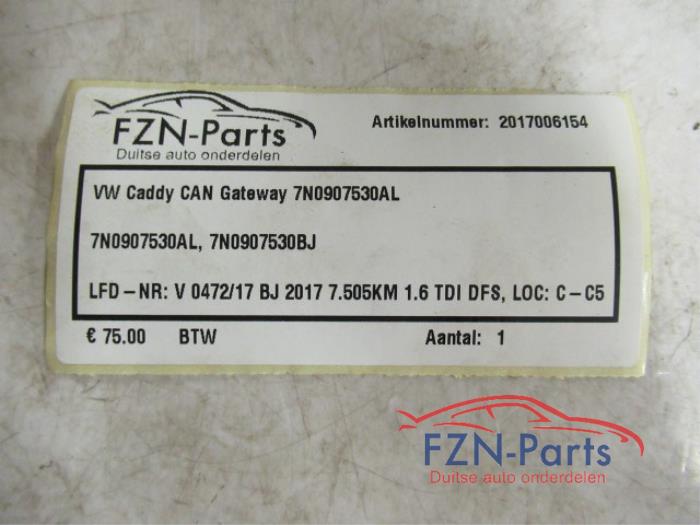 FZN-Parts
Duitse auto onderdelen
Artikelnummer: 2017006154
VW Caddy CAN Gateway 7N0907530AL
7N0907530AL, 7N0907530BJ
LFD-NR: V 0472/17 BJ 2017 7.505KM 1.6 TDI DFS, LOC: C-C5
€ 75.00 BTW Aantal: 1
FZN-Parts
Duitse auto onderdelen